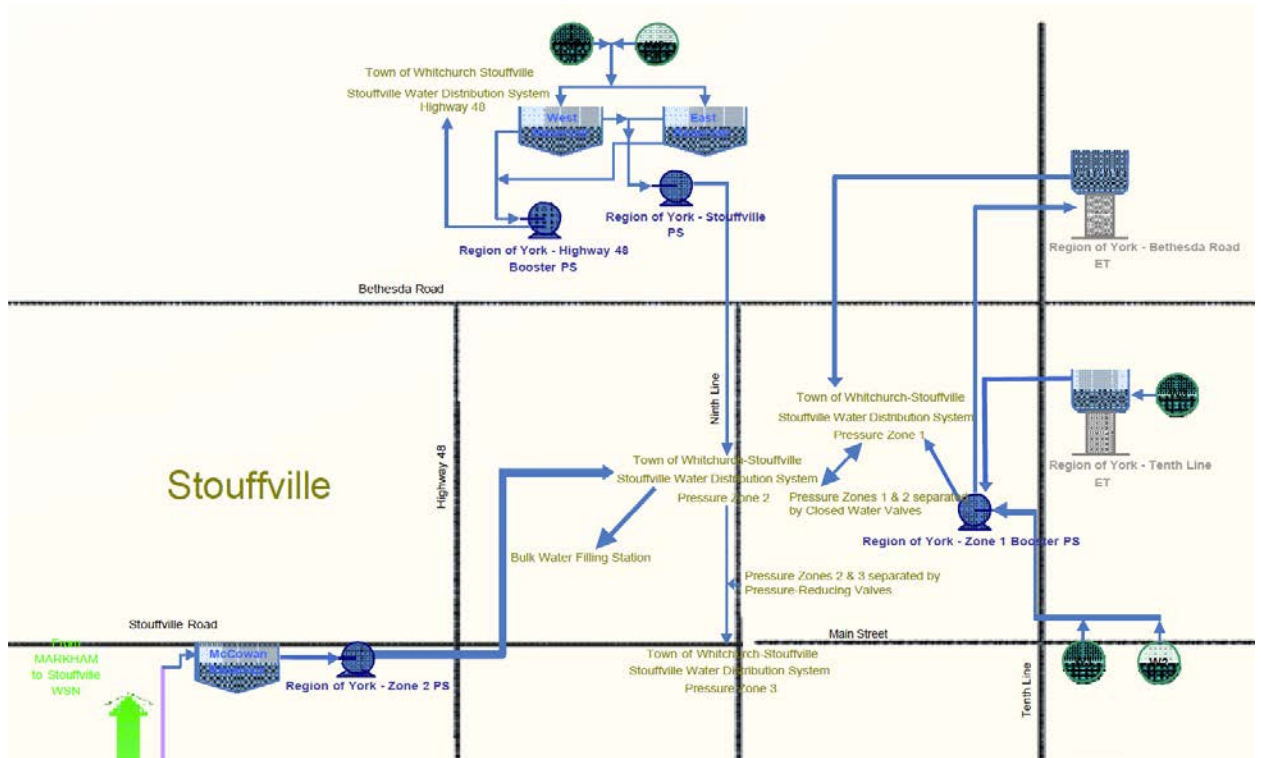 Town of Whitchurch Stouffville
Stouffville Water Distribution System
Highway 48
West
East
Region of York - Stouffville
PS
Region of York - Highway 48
Booster PS
Region of York - Bethesda Road
ET
Bethesda Road
Ninth Line
Highway 48
Stouffville
Town of Whitchurch-Stouffville
Stouffville Water Distribution System
Pressure Zone 1
Region of York - Tenth Line
ET
Town of Whitchurch-Stouffville
Stouffville Water Distribution System
Pressure Zone 2
Pressure Zones 1 & 2 separated
by Closed Water Valves
Region of York - Zone 1 Booster PS
Bulk Water Filling Station
Pressure Zones 2 & 3 separated by
Pressure-Reducing Valves
Stouffville Road
Main Street
From
MARKHAM
to Stouffville
WSN
McCowan
Region of York - Zone 2 PS
Town of Whitchurch-Stouffville
Stouffville Water Distribution System
Pressure Zone 3
Tenth Line
W1
W2